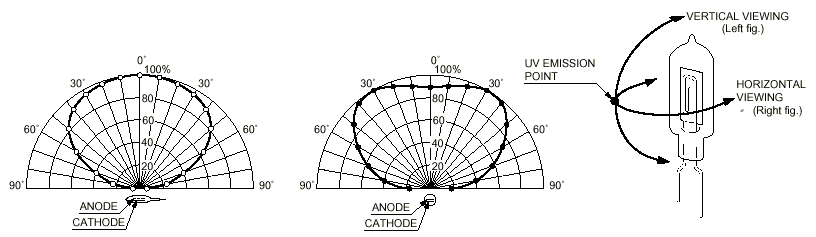 0°
100%
30°
30°
80
60°
60
60°
40
20
90°
90°
ANODE
CATHODE
0°
100%
30°
30°
80
60°
60
60°
40
20
90°
90°
ANODE
CATHODE
VERTICAL VIEWING
(Left fig.)
UV EMISSION
POINT
HORIZONTAL
VIEWING
(Right fig.)